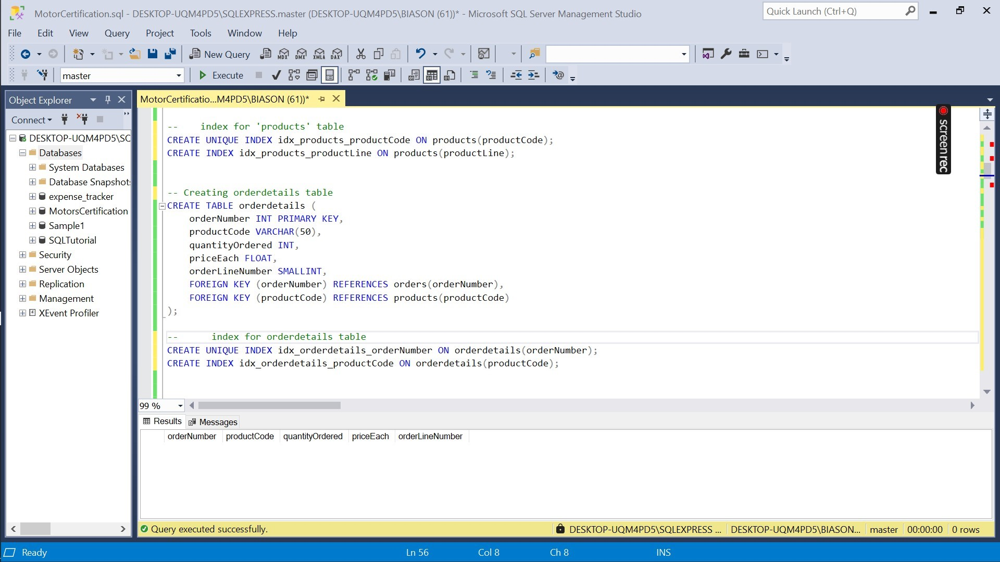 MotorCertification.sql - DESKTOP-UQM4PD5\SQLEXPRESS.master (DESKTOP-UQM4PD5\BIASON (61))* - Microsoft SQL Server Management Studio
Quick Launch (Ctrl+Q)
File Edit View Query Project Tools Window Help
New Query MDX DMX XMLA DAX
master Execute
Object Explorer
MotorCertificatio...M4PD5\BIASON (61))*
Connect
DESKTOP-UQM4PD5\SC
Databases
System Databases
Database Snapshots
expense_tracker
MotorsCertification
Sample1
SQLTutorial
Security
Server Objects
Replication
Management
XEvent Profiler
--    index for 'products' table
CREATE UNIQUE INDEX idx_products_productCode ON products(productCode);
CREATE INDEX idx_products_productLine ON products(productLine);
-- Creating orderdetails table
CREATE TABLE orderdetails (
    orderNumber INT PRIMARY KEY,
    productCode VARCHAR(50),
    quantityOrdered INT,
    priceEach FLOAT,
    orderLineNumber SMALLINT,
    FOREIGN KEY (orderNumber) REFERENCES orders(orderNumber),
    FOREIGN KEY (productCode) REFERENCES products(productCode)
);
--      index for orderdetails table
CREATE UNIQUE INDEX idx_orderdetails_orderNumber ON orderdetails(orderNumber);
CREATE INDEX idx_orderdetails_productCode ON orderdetails(productCode);
screenrec
99 %
Results Messages
orderNumber productCode quantityOrdered priceEach orderLineNumber
Query executed successfully. DESKTOP-UQM4PD5\SQLEXPRESS ... DESKTOP-UQM4PD5\BIASON... master 00:00:00 0 rows
Ready Ln 56 Col 8 Ch 8 INS